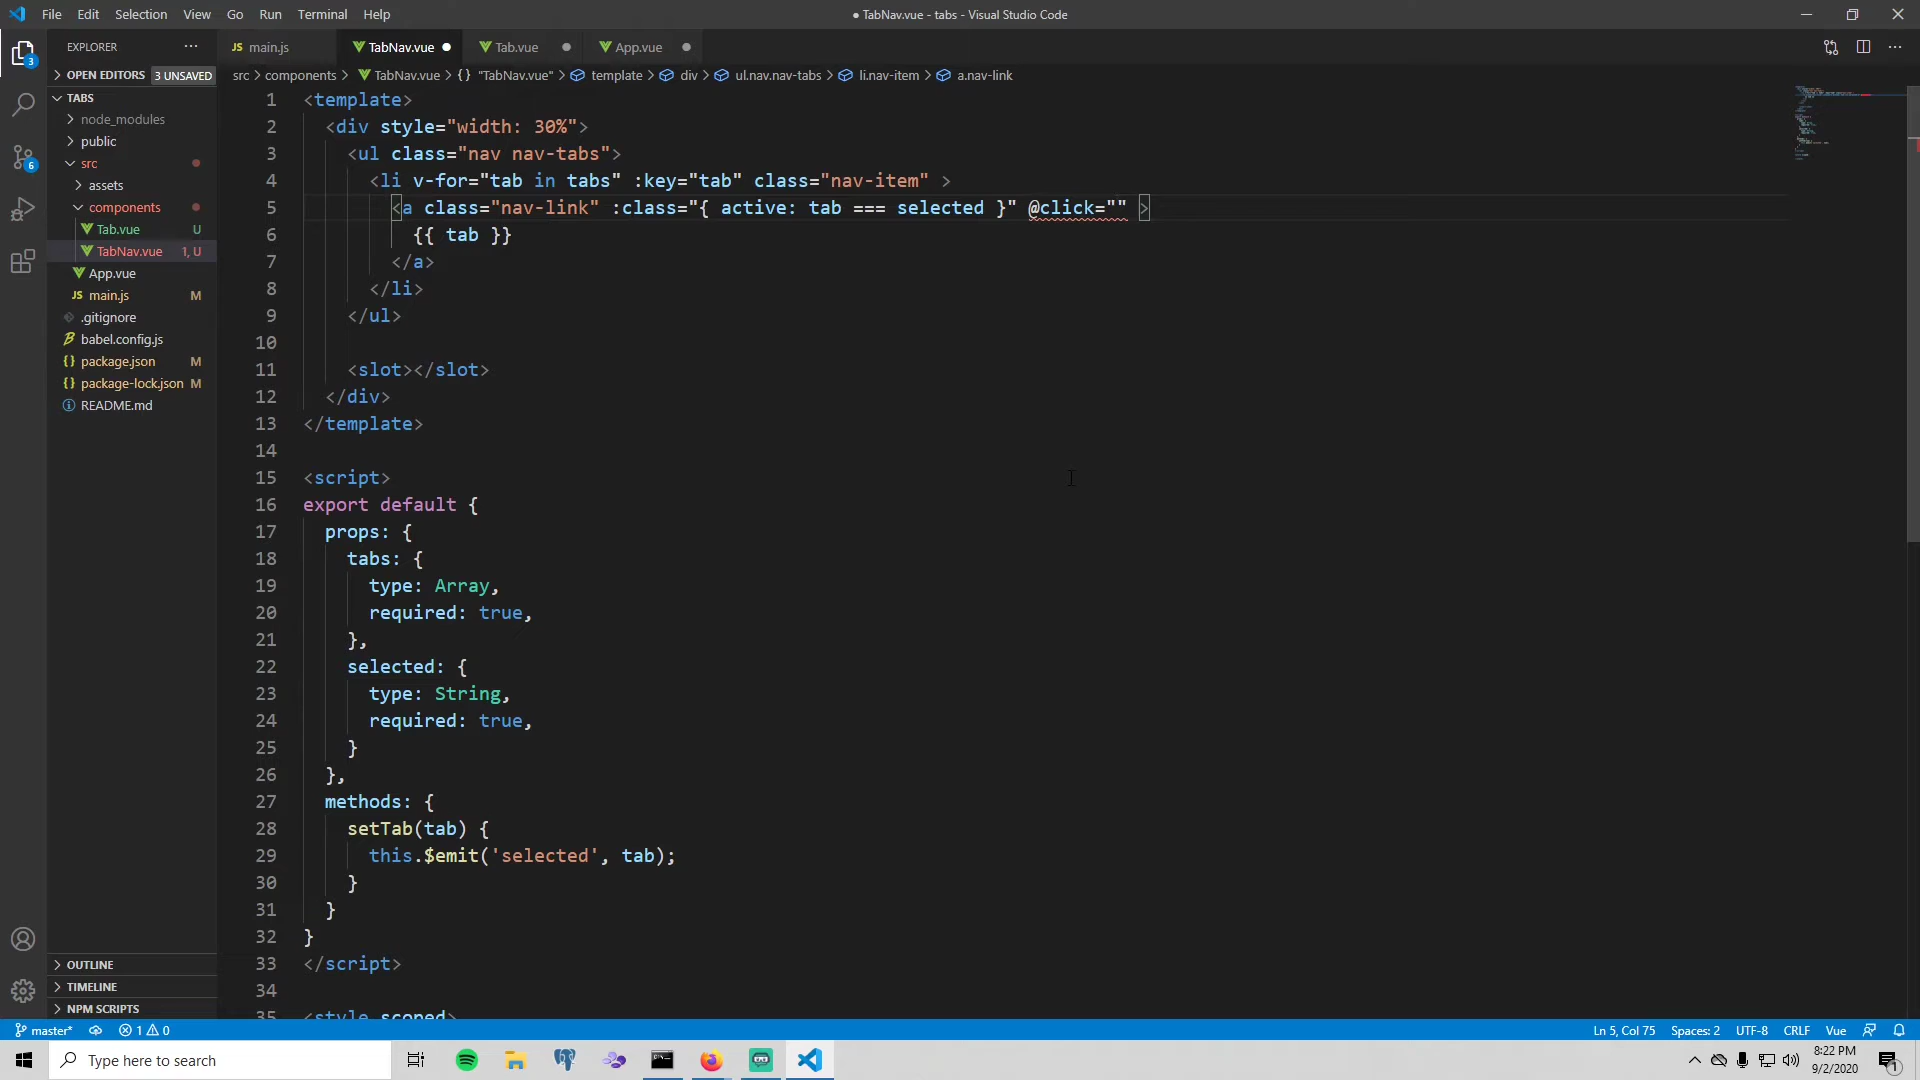 File Edit Selection View Go Run Terminal Help
● TabNav.vue - tabs - Visual Studio Code
EXPLORER ···
JS main.js
TabNav.vue ●
Tab.vue ●
App.vue ●
OPEN EDITORS 3 UNSAVED
src > components > TabNav.vue > {} "TabNav.vue" > template > div > ul.nav.nav-tabs > li.nav-item > a.nav-link
3
6
TABS
node_modules
public
src
assets
components
Tab.vue U
TabNav.vue 1, U
App.vue
JS main.js M
.gitignore
babel.config.js
{} package.json M
{} package-lock.json M
README.md
OUTLINE
TIMELINE
NPM SCRIPTS
1 <template>
2 <div style="width: 30%">
3 <ul class="nav nav-tabs">
4 <li v-for="tab in tabs" :key="tab" class="nav-item" >
5 <a class="nav-link" :class="{ active: tab === selected }" @click="" >
6 {{ tab }}
7 </a>
8 </li>
9 </ul>
10
11 <slot></slot>
12 </div>
13 </template>
14
15 <script>
16 export default {
17 props: {
18 tabs: {
19 type: Array,
20 required: true,
21 },
22 selected: {
23 type: String,
24 required: true,
25 }
26 },
27 methods: {
28 setTab(tab) {
29 this.$emit('selected', tab);
30 }
31 }
32 }
33 </script>
34
35 <style scoped>
master* 1 0
Ln 5, Col 75 Spaces: 2 UTF-8 CRLF Vue
Type here to search
8:22 PM
9/2/2020
1